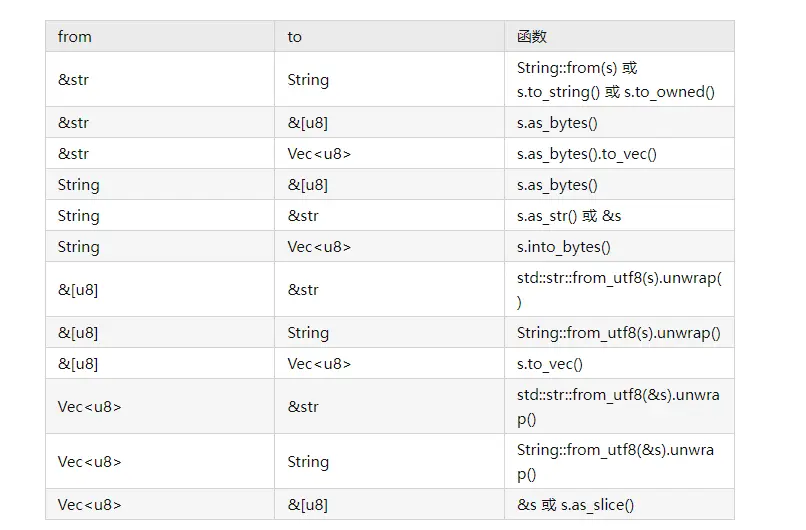 from to 函数
&str String String::from(s) 或
s.to_string() 或 s.to_owned()
&str &[u8] s.as_bytes()
&str Vec<u8> s.as_bytes().to_vec()
String &[u8] s.as_bytes()
String &str s.as_str() 或 &s
String Vec<u8> s.into_bytes()
&[u8] &str std::str::from_utf8(s).unwrap(
)
&[u8] String String::from_utf8(s).unwrap()
&[u8] Vec<u8> s.to_vec()
Vec<u8> &str std::str::from_utf8(&s).unwra
p()
Vec<u8> String String::from_utf8(&s).unwra
p()
Vec<u8> &[u8] &s 或 s.as_slice()